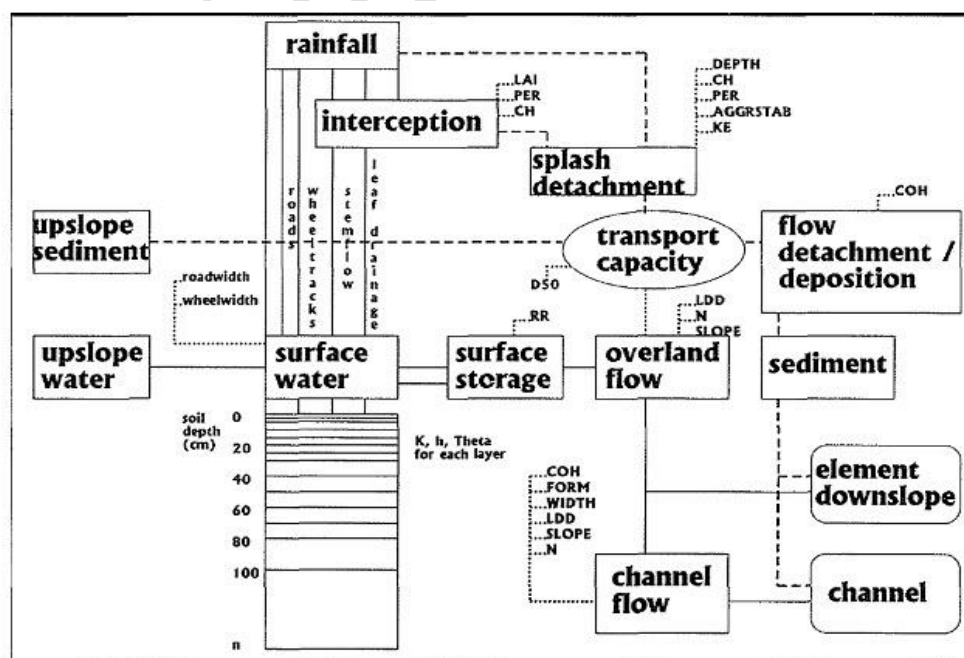 rainfall
LAI
PER
CH
interception
DEPTH
CH
PER
AGGRSTAB
KE
splash
detachment
roads
wheeltracks
stemflow
leaf drainage
upslope
sediment
transport
capacity
COH
flow
detachment /
deposition
roadwidth
wheelwidth
D50
RR
LDD
N
SLOPE
upslope
water
surface
water
surface
storage
overland
flow
sediment
soil
depth
(cm)
0
20
40
60
80
100
n
K, h, Theta
for each layer
COH
FORM
WIDTH
LDD
SLOPE
N
element
downslope
channel
flow
channel